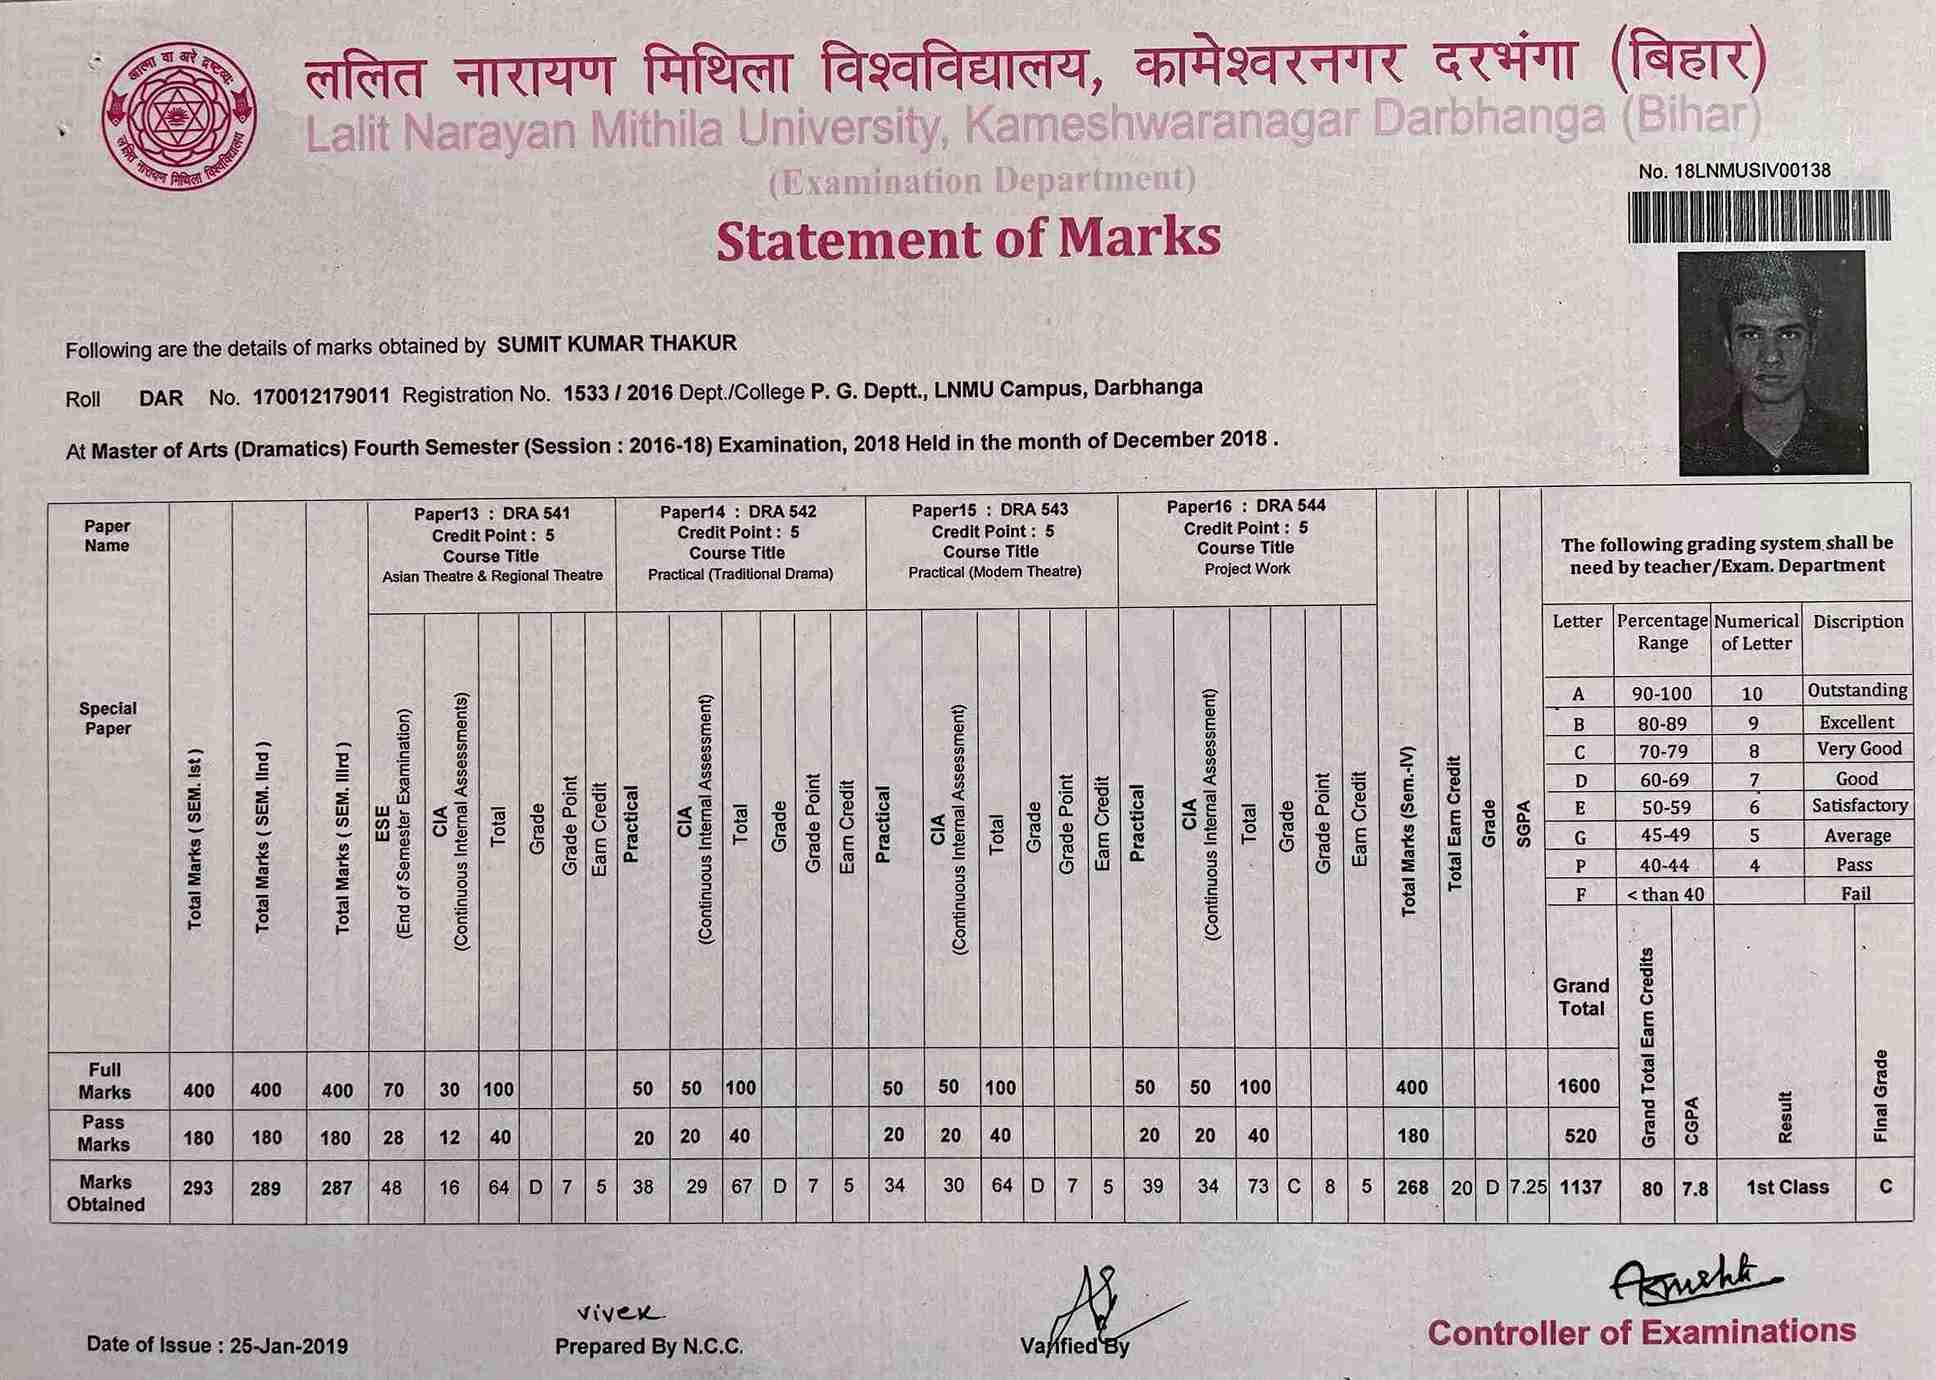 आत्मा वा अरे द्रष्टव्यः
ललित नारायण मिथिला विश्वविद्यालय
ललित नारायण मिथिला विश्वविद्यालय, कामेश्वरनगर दरभंगा (बिहार)
Lalit Narayan Mithila University, Kameshwaranagar Darbhanga (Bihar)
(Examination Department)
No. 18LNMUSIV00138
Statement of Marks
Following are the details of marks obtained by SUMIT KUMAR THAKUR
Roll DAR No. 170012179011 Registration No. 1533 / 2016 Dept./College P. G. Deptt., LNMU Campus, Darbhanga
At Master of Arts (Dramatics) Fourth Semester (Session : 2016-18) Examination, 2018 Held in the month of December 2018 .
Paper Name
Paper13 : DRA 541
Credit Point : 5
Course Title
Asian Theatre & Regional Theatre
Paper14 : DRA 542
Credit Point : 5
Course Title
Practical (Traditional Drama)
Paper15 : DRA 543
Credit Point : 5
Course Title
Practical (Modern Theatre)
Paper16 : DRA 544
Credit Point : 5
Course Title
Project Work
The following grading system shall be
need by teacher/Exam. Department
Letter Percentage Range Numerical of Letter Discription
A 90-100 10 Outstanding
B 80-89 9 Excellent
C 70-79 8 Very Good
D 60-69 7 Good
E 50-59 6 Satisfactory
G 45-49 5 Average
P 40-44 4 Pass
F < than 40 Fail
Special Paper
Total Marks ( SEM. Ist )
Total Marks ( SEM. IInd )
Total Marks ( SEM. IIIrd )
ESE
(End of Semester Examination)
CIA
(Continuous Internal Assessments)
Total
Grade
Grade Point
Earn Credit
Practical
CIA
(Continuous Internal Assessment)
Total
Grade
Grade Point
Earn Credit
Practical
CIA
(Continuous Internal Assessment)
Total
Grade
Grade Point
Earn Credit
Practical
CIA
(Continuous Internal Assessment)
Total
Grade
Grade Point
Earn Credit
Total Marks (Sem.-IV)
Total Earn Credit
Grade
SGPA
Grand Total
Grand Total Earn Credits
CGPA
Result
Final Grade
Full Marks 400 400 400 70 30 100 50 50 100 50 50 100 50 50 100 400 1600
Pass Marks 180 180 180 28 12 40 20 20 40 20 20 40 20 20 40 180 520
Marks Obtained 293 289 287 48 16 64 D 7 5 38 29 67 D 7 5 34 30 64 D 7 5 39 34 73 C 8 5 268 20 D 7.25 1137 80 7.8 1st Class C
Date of Issue : 25-Jan-2019
vivek
Prepared By N.C.C.
Varified By
Controller of Examinations